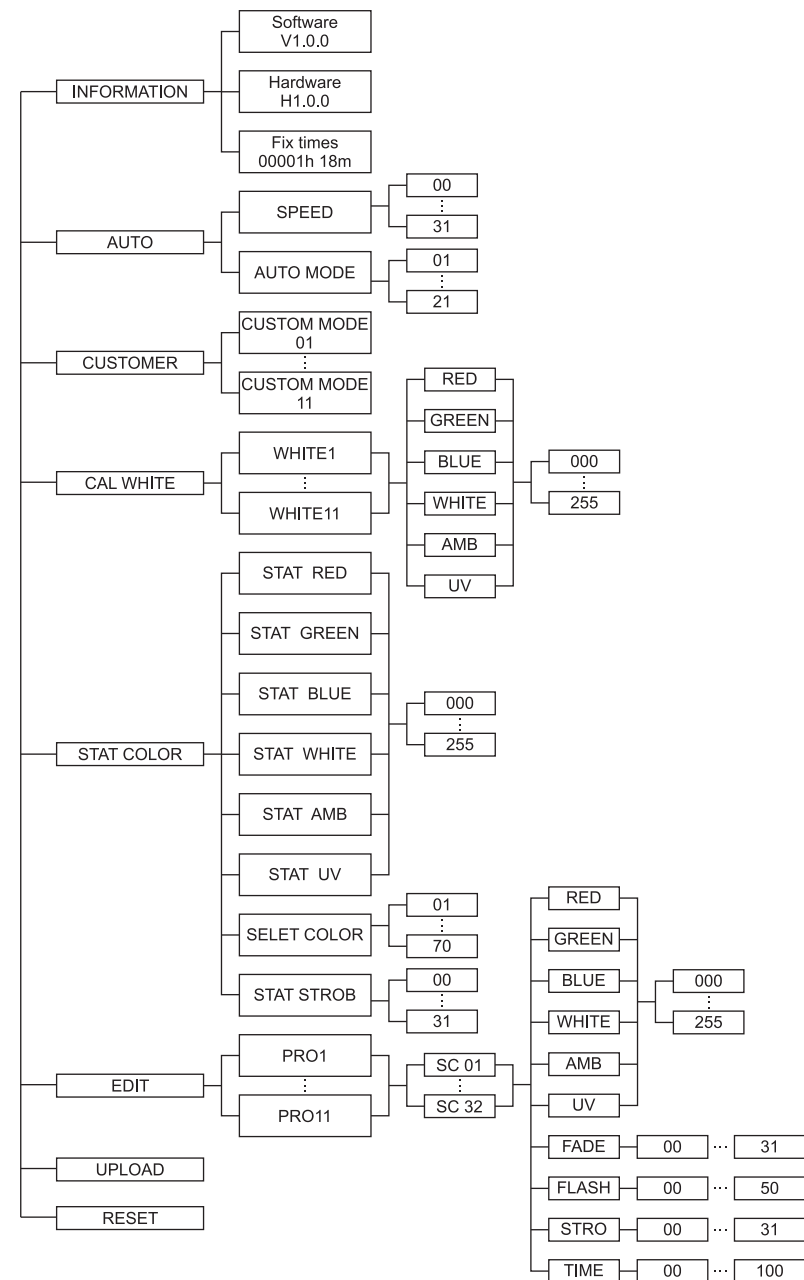 Software
V1.0.0
INFORMATION
Hardware
H1.0.0
Fix times
00001h 18m
AUTO
SPEED
00
31
AUTO MODE
01
21
CUSTOMER
CUSTOM MODE
01
CUSTOM MODE
11
CAL WHITE
WHITE1
WHITE11
RED
GREEN
BLUE
WHITE
AMB
UV
000
255
STAT COLOR
STAT RED
STAT GREEN
STAT BLUE
STAT WHITE
STAT AMB
STAT UV
000
255
SELET COLOR
01
70
STAT STROB
00
31
EDIT
PRO1
PRO11
SC 01
SC 32
RED
GREEN
BLUE
WHITE
AMB
UV
000
255
FADE 00 ··· 31
FLASH 00 ··· 50
STRO 00 ··· 31
TIME 00 ··· 100
UPLOAD
RESET